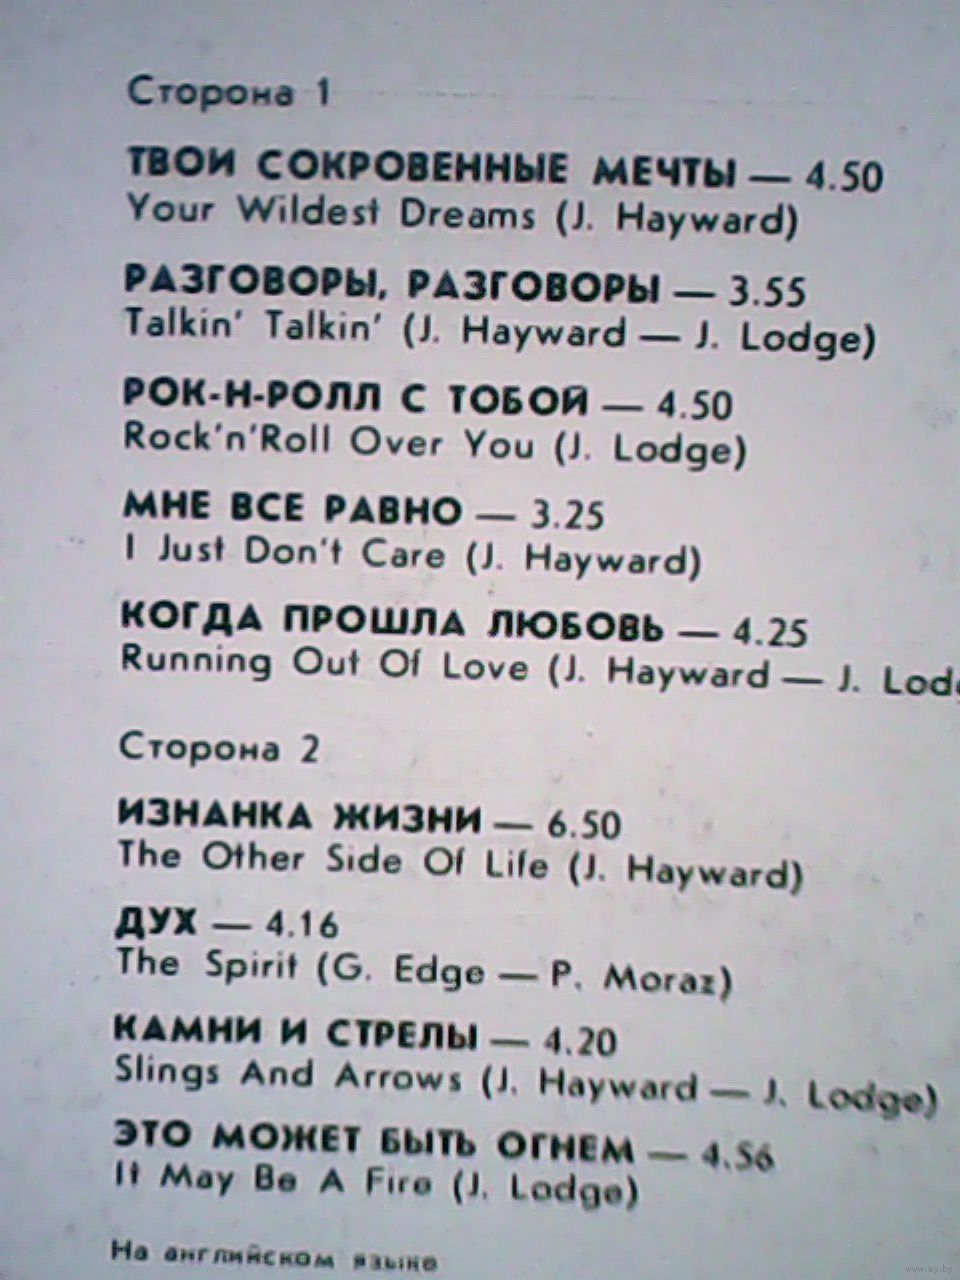 Сторона 1
ТВОИ СОКРОВЕННЫЕ МЕЧТЫ — 4.50
Your Wildest Dreams (J. Hayward)
РАЗГОВОРЫ, РАЗГОВОРЫ — 3.55
Talkin' Talkin' (J. Hayward — J. Lodge)
РОК-Н-РОЛЛ С ТОБОЙ — 4.50
Rock'n'Roll Over You (J. Lodge)
МНЕ ВСЕ РАВНО — 3.25
I Just Don't Care (J. Hayward)
КОГДА ПРОШЛА ЛЮБОВЬ — 4.25
Running Out Of Love (J. Hayward — J.
Сторона 2
ИЗНАНКА ЖИЗНИ — 6.50
The Other Side Of Life (J. Hayward)
ДУХ — 4.16
The Spirit (G. Edge — P. Moraz)
КАМНИ И СТРЕЛЫ — 4.20
Slings And Arrows (J. Hayward — J. Lodge)
ЭТО МОЖЕТ БЫТЬ ОГНЕМ — 4.56
It May Be A Fire (J. Lodge)
На английском языке
www.ay.by